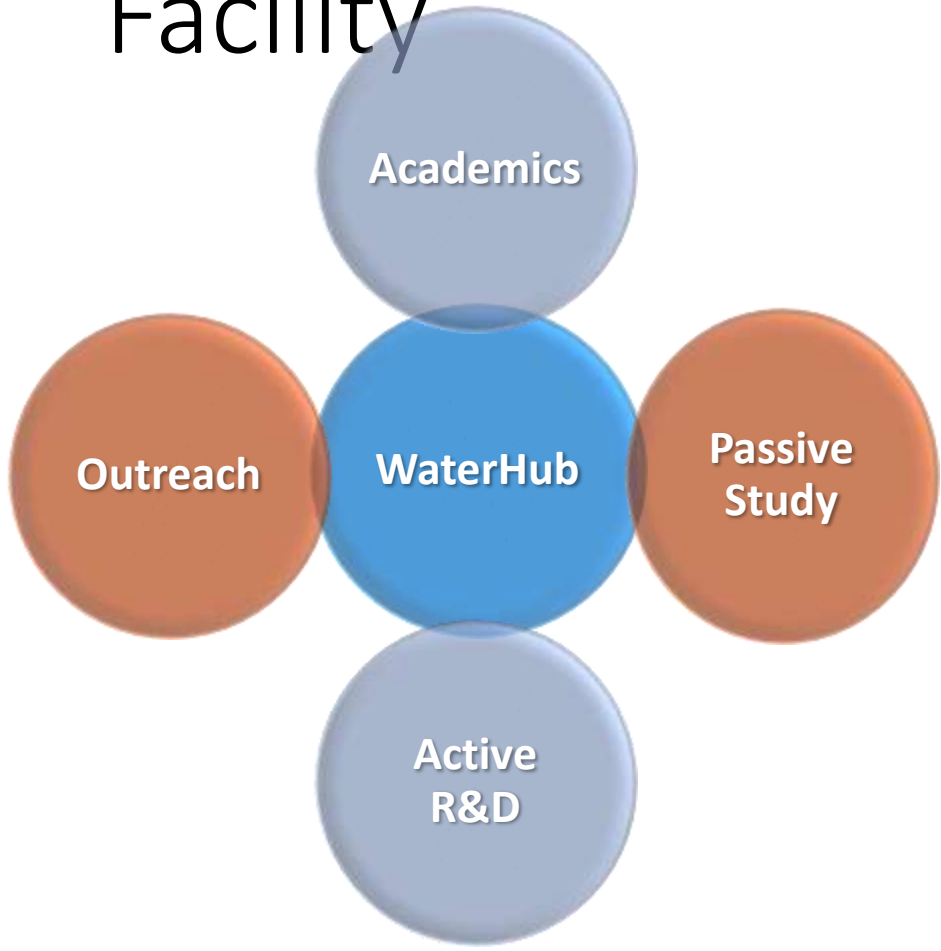 Facility
Academics
Outreach
WaterHub
Passive
Study
Active
R&D